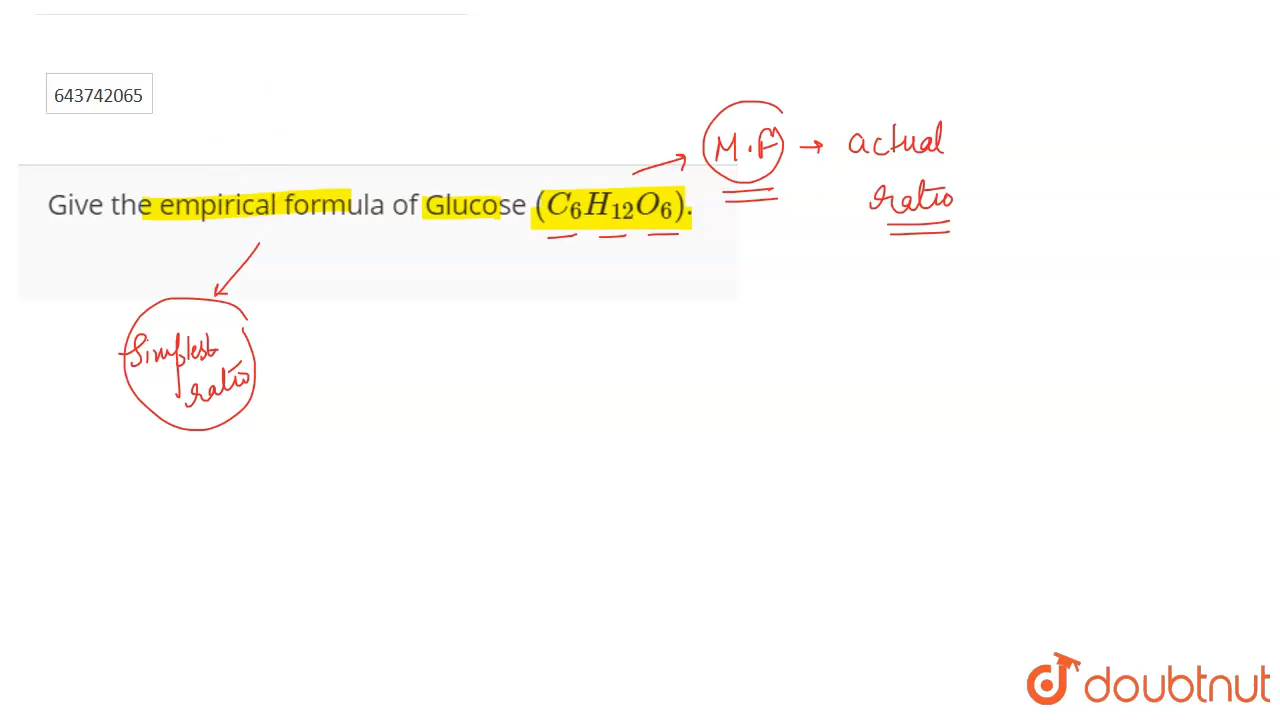 643742065
M.F → actual
ratio
Give the empirical formula of Glucose (C₆H₁₂O₆).
Simplest
ratio
doubtnut